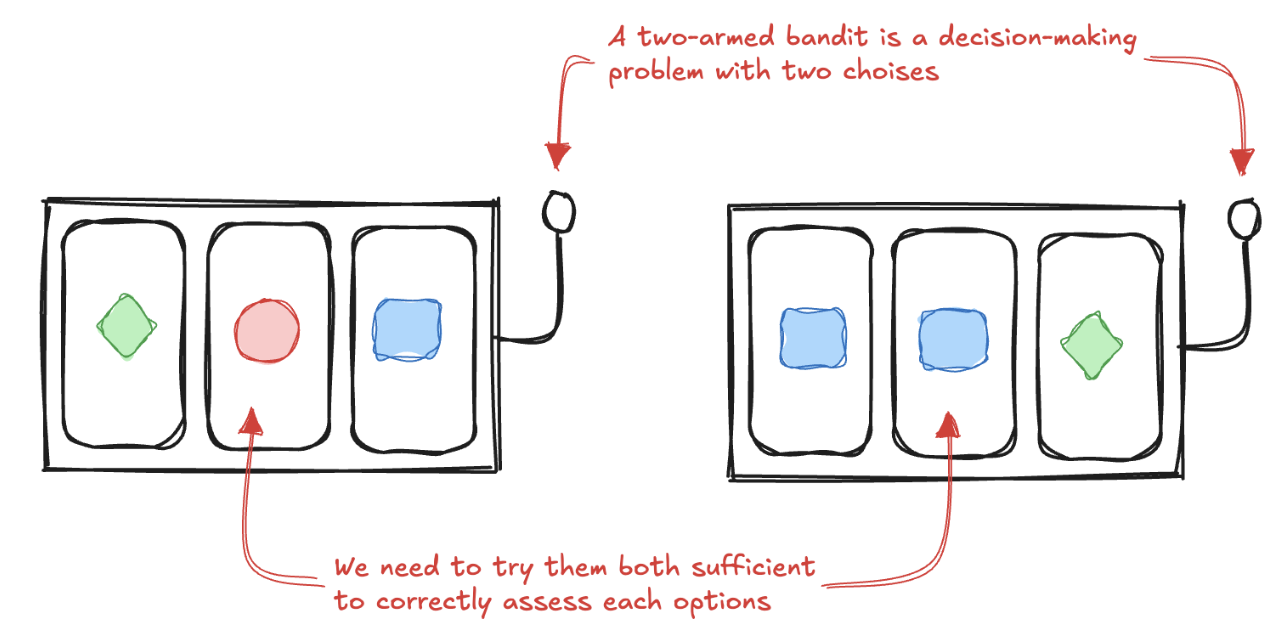 A two-armed bandit is a decision-making
problem with two choises
We need to try them both sufficient
to correctly assess each options